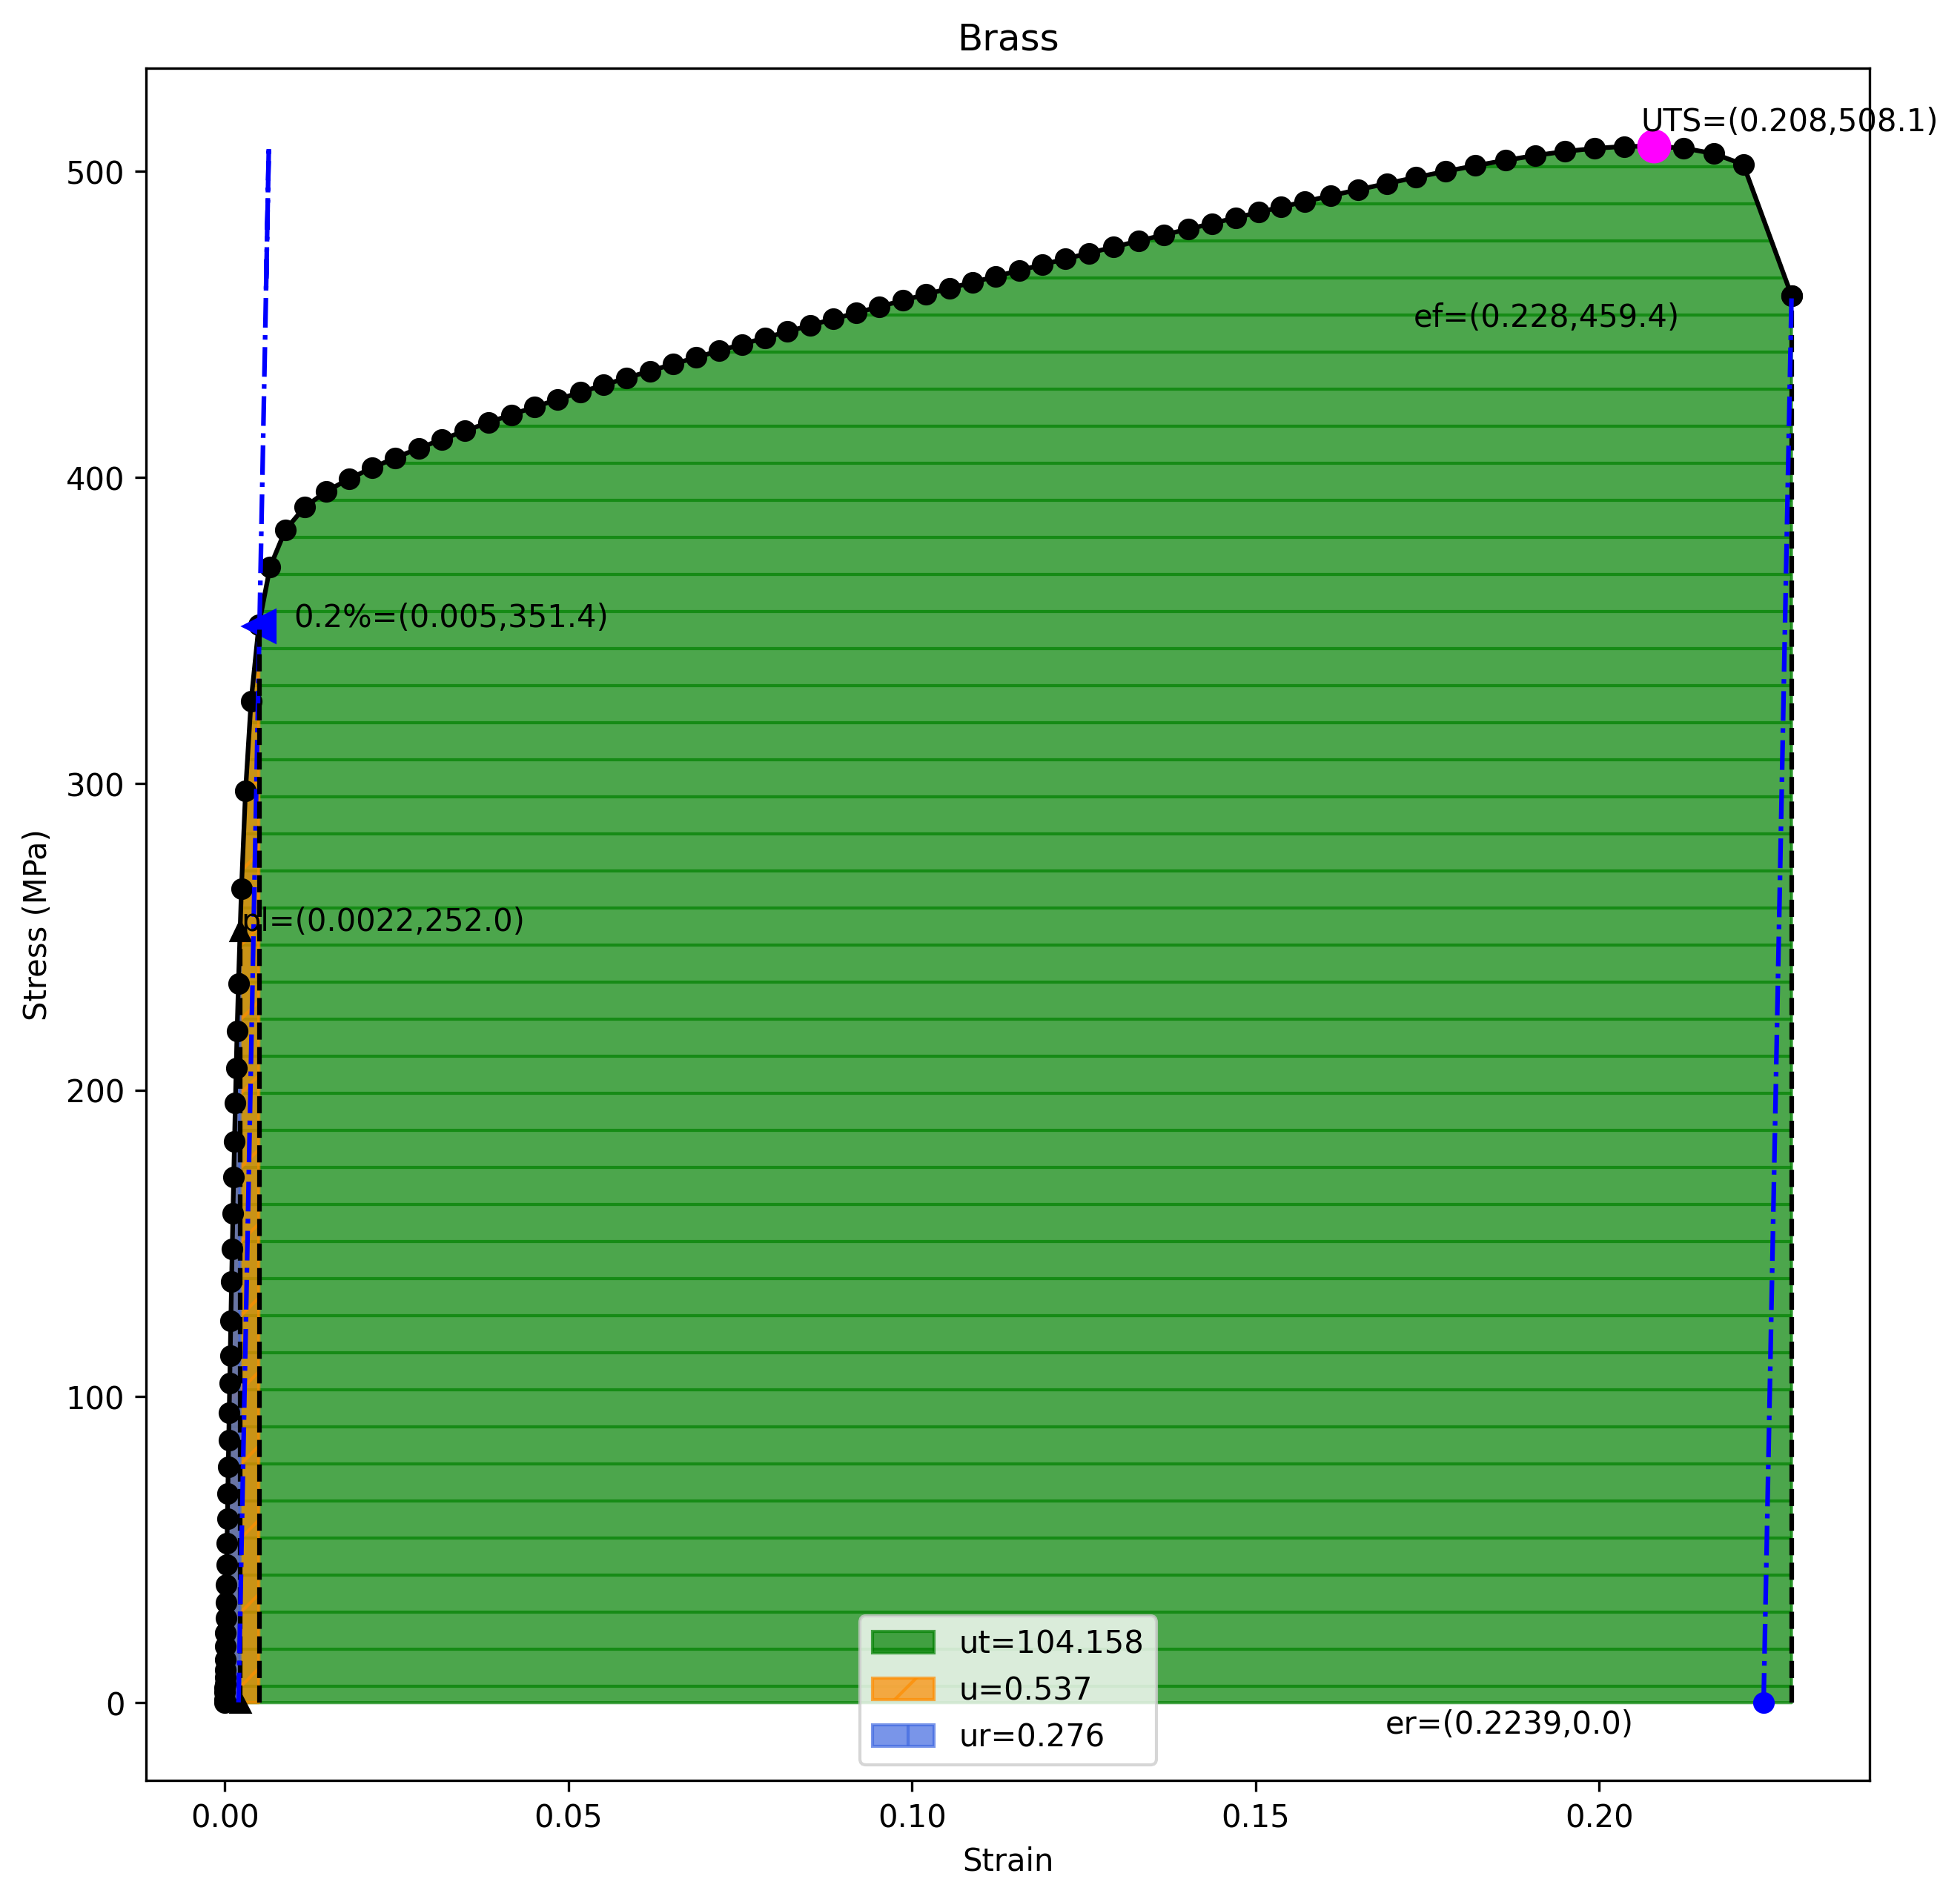 Brass
UTS=(0.208,508.1)
500
ef=(0.228,459.4)
400
0.2%=(0.005,351.4)
300
pl=(0.0022,252.0)
Stress (MPa)
200
100
ut=104.158
u=0.537
ur=0.276
0
er=(0.2239,0.0)
0.00 0.05 0.10 0.15 0.20
Strain